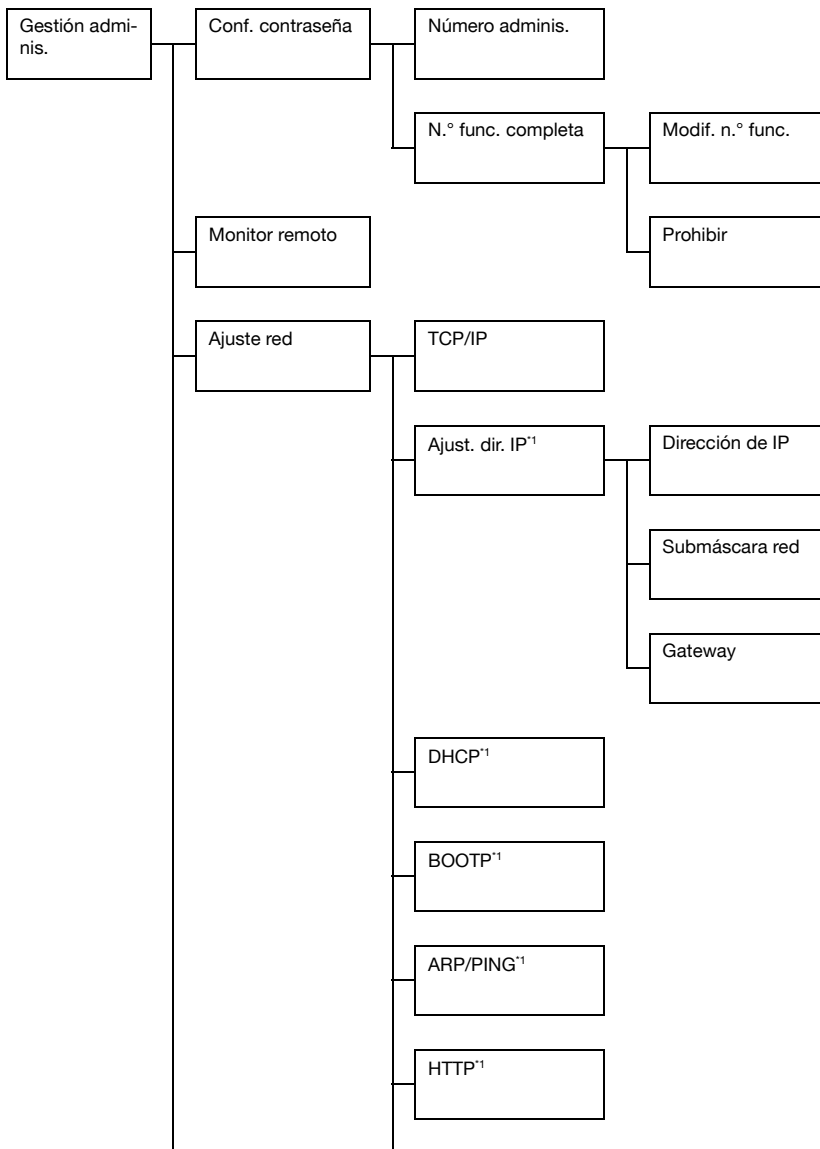 Gestión admi-
nis.
Conf. contraseña
Número adminis.
N.° func. completa
Modif. n.° func.
Monitor remoto
Prohibir
Ajuste red
TCP/IP
Ajust. dir. IP*1
Dirección de IP
Submáscara red
Gateway
DHCP*1
BOOTP*1
ARP/PING*1
HTTP*1